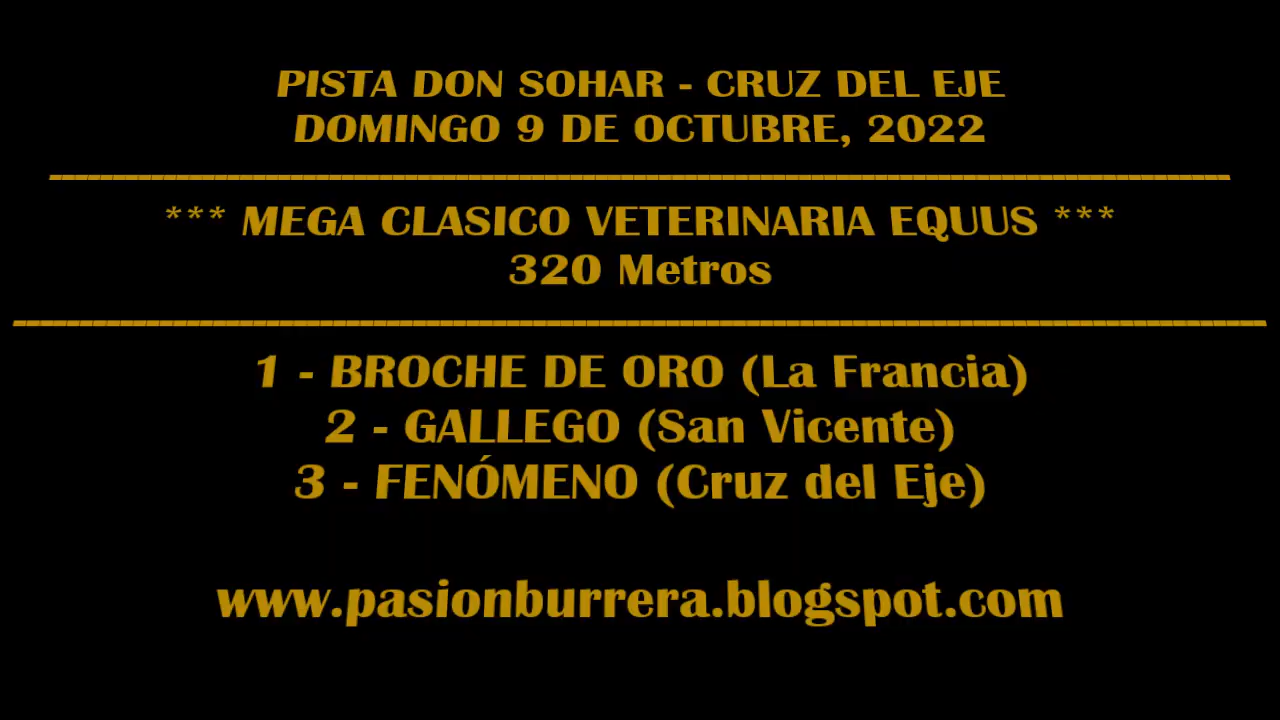 PISTA DON SOHAR - CRUZ DEL EJE
DOMINGO 9 DE OCTUBRE, 2022
*** MEGA CLASICO VETERINARIA EQUUS ***
320 Metros
1 - BROCHE DE ORO (La Francia)
2 - GALLEGO (San Vicente)
3 - FENÓMENO (Cruz del Eje)
www.pasionburrera.blogspot.com